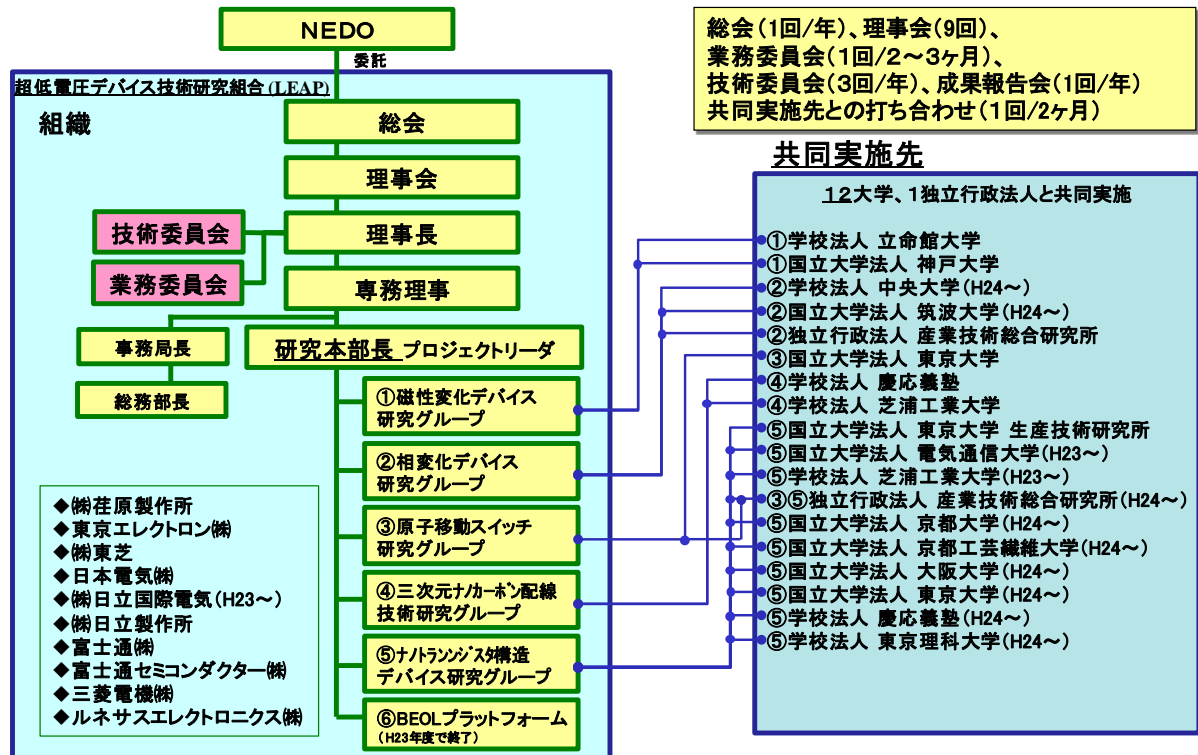 NEDO
委託
総会(1回/年)、理事会(9回)、
業務委員会(1回/2～3ヶ月)、
技術委員会(3回/年)、成果報告会(1回/年)
共同実施先との打ち合わせ(1回/2ヶ月)
超低電圧デバイス技術研究組合(LEAP)
組織
総会
理事会
理事長
技術委員会
業務委員会
専務理事
事務局長
総務部長
研究本部長 プロジェクトリーダ
①磁性変化デバイス
研究グループ
②相変化デバイス
研究グループ
③原子移動スイッチ
研究グループ
④三次元ナノカーボン配線
技術研究グループ
⑤ナノトランンジスタ構造
デバイス研究グループ
⑥BEOLプラットフォーム
(H23年度で終了)
◆㈱荏原製作所
◆東京エレクトロン㈱
◆㈱東芝
◆日本電気㈱
◆㈱日立国際電気(H23～)
◆㈱日立製作所
◆富士通㈱
◆富士通セミコンダクター㈱
◆三菱電機㈱
◆ルネサスエレクトロニクス㈱
共同実施先
12大学、1独立行政法人と共同実施
①学校法人 立命館大学
①国立大学法人 神戸大学
②学校法人 中央大学(H24～)
②国立大学法人 筑波大学(H24～)
②独立行政法人 産業技術総合研究所
③国立大学法人 東京大学
④学校法人 慶応義塾
④学校法人 芝浦工業大学
⑤国立大学法人 東京大学 生産技術研究所
⑤国立大学法人 電気通信大学(H23～)
⑤学校法人 芝浦工業大学(H23～)
③⑤独立行政法人 産業技術総合研究所(H24～)
⑤国立大学法人 京都大学(H24～)
⑤国立大学法人 京都工芸繊維大学(H24～)
⑤国立大学法人 大阪大学(H24～)
⑤国立大学法人 東京大学(H24～)
⑤学校法人 慶応義塾(H24～)
⑤学校法人 東京理科大学(H24～)